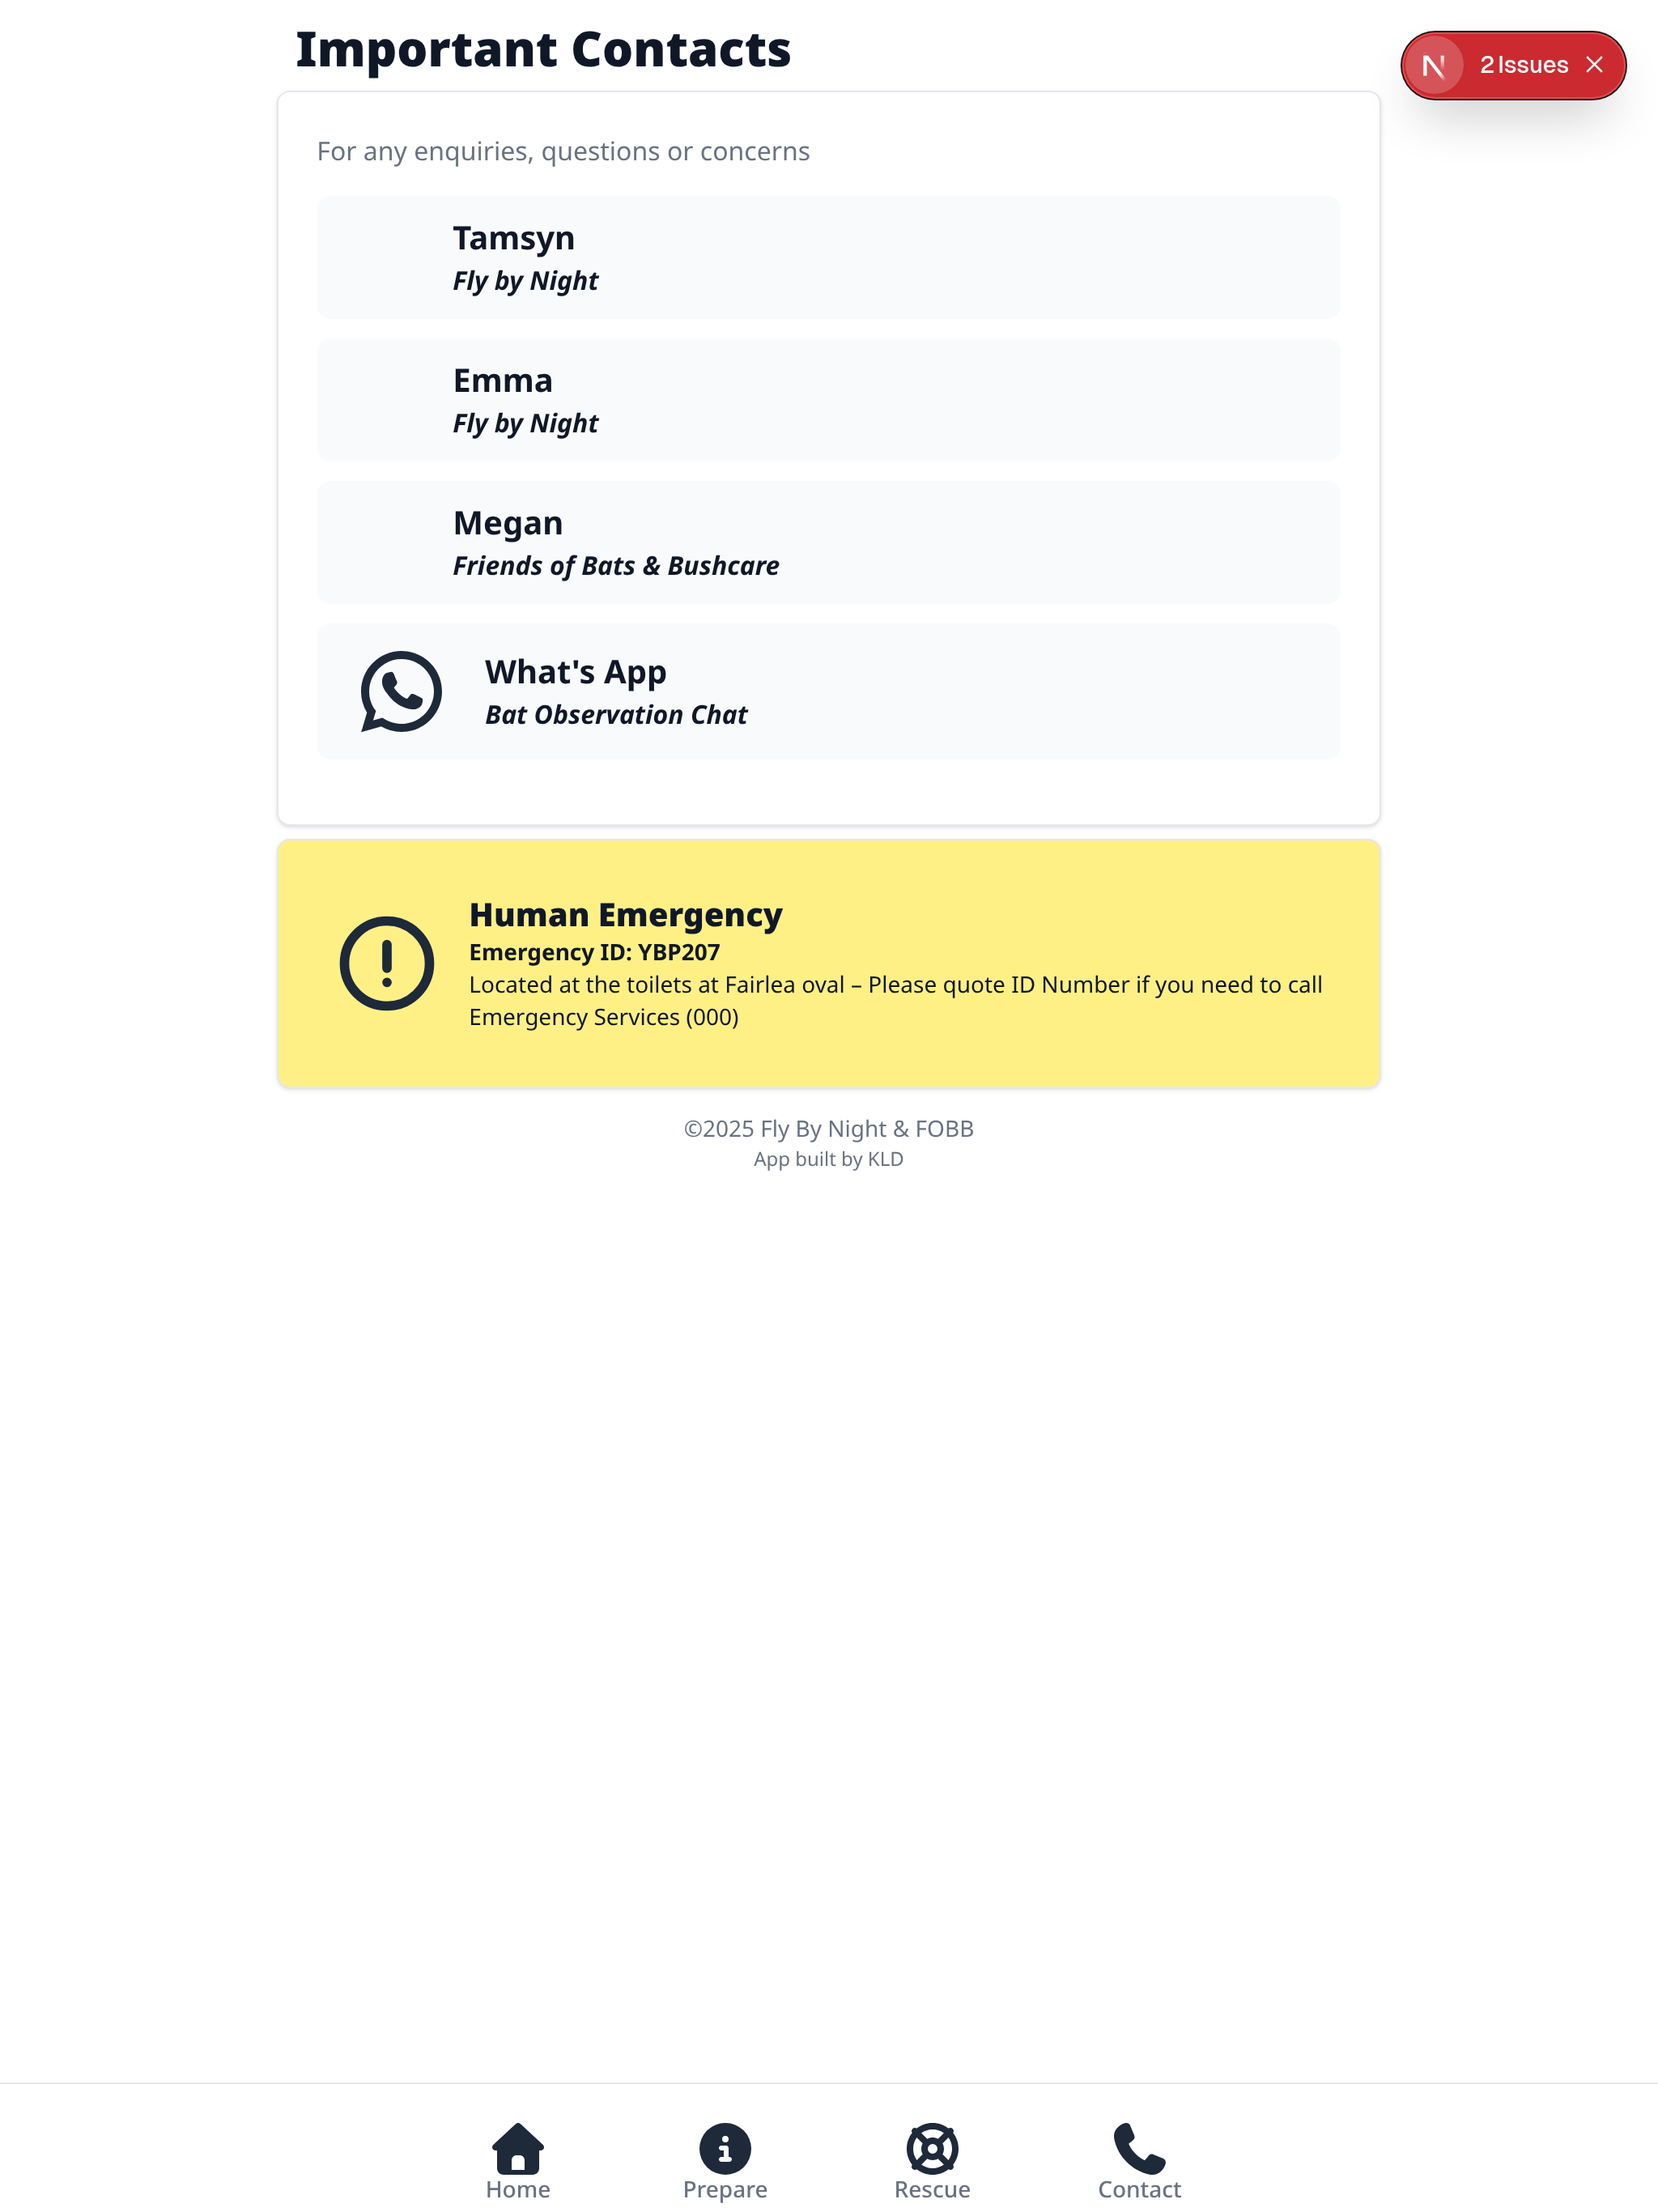 Important Contacts
2 Issues
For any enquiries, questions or concerns
Tamsyn
Fly by Night
Emma
Fly by Night
Megan
Friends of Bats & Bushcare
What's App
Bat Observation Chat
Human Emergency
Emergency ID: YBP207
Located at the toilets at Fairlea oval – Please quote ID Number if you need to call
Emergency Services (000)
©2025 Fly By Night & FOBB
App built by KLD
Home
Prepare
Rescue
Contact